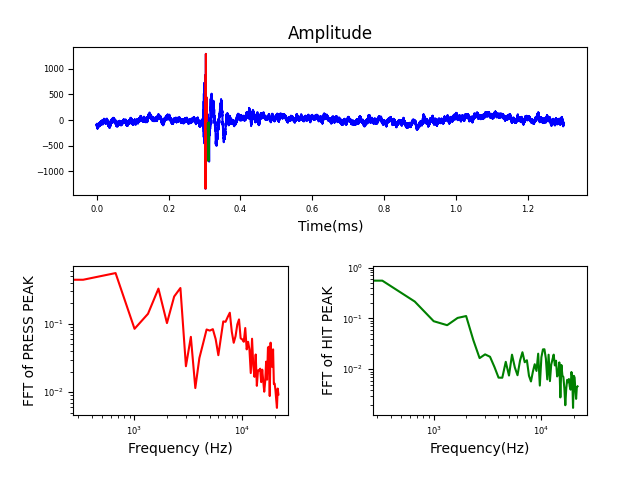 Amplitude
1000
500
0
−500
−1000
0.0 0.2 0.4 0.6 0.8 1.0 1.2
Time(ms)
FFT of PRESS PEAK
10⁻¹
10⁻²
10³ 10⁴
Frequency (Hz)
FFT of HIT PEAK
10⁰
10⁻¹
10⁻²
10³ 10⁴
Frequency(Hz)